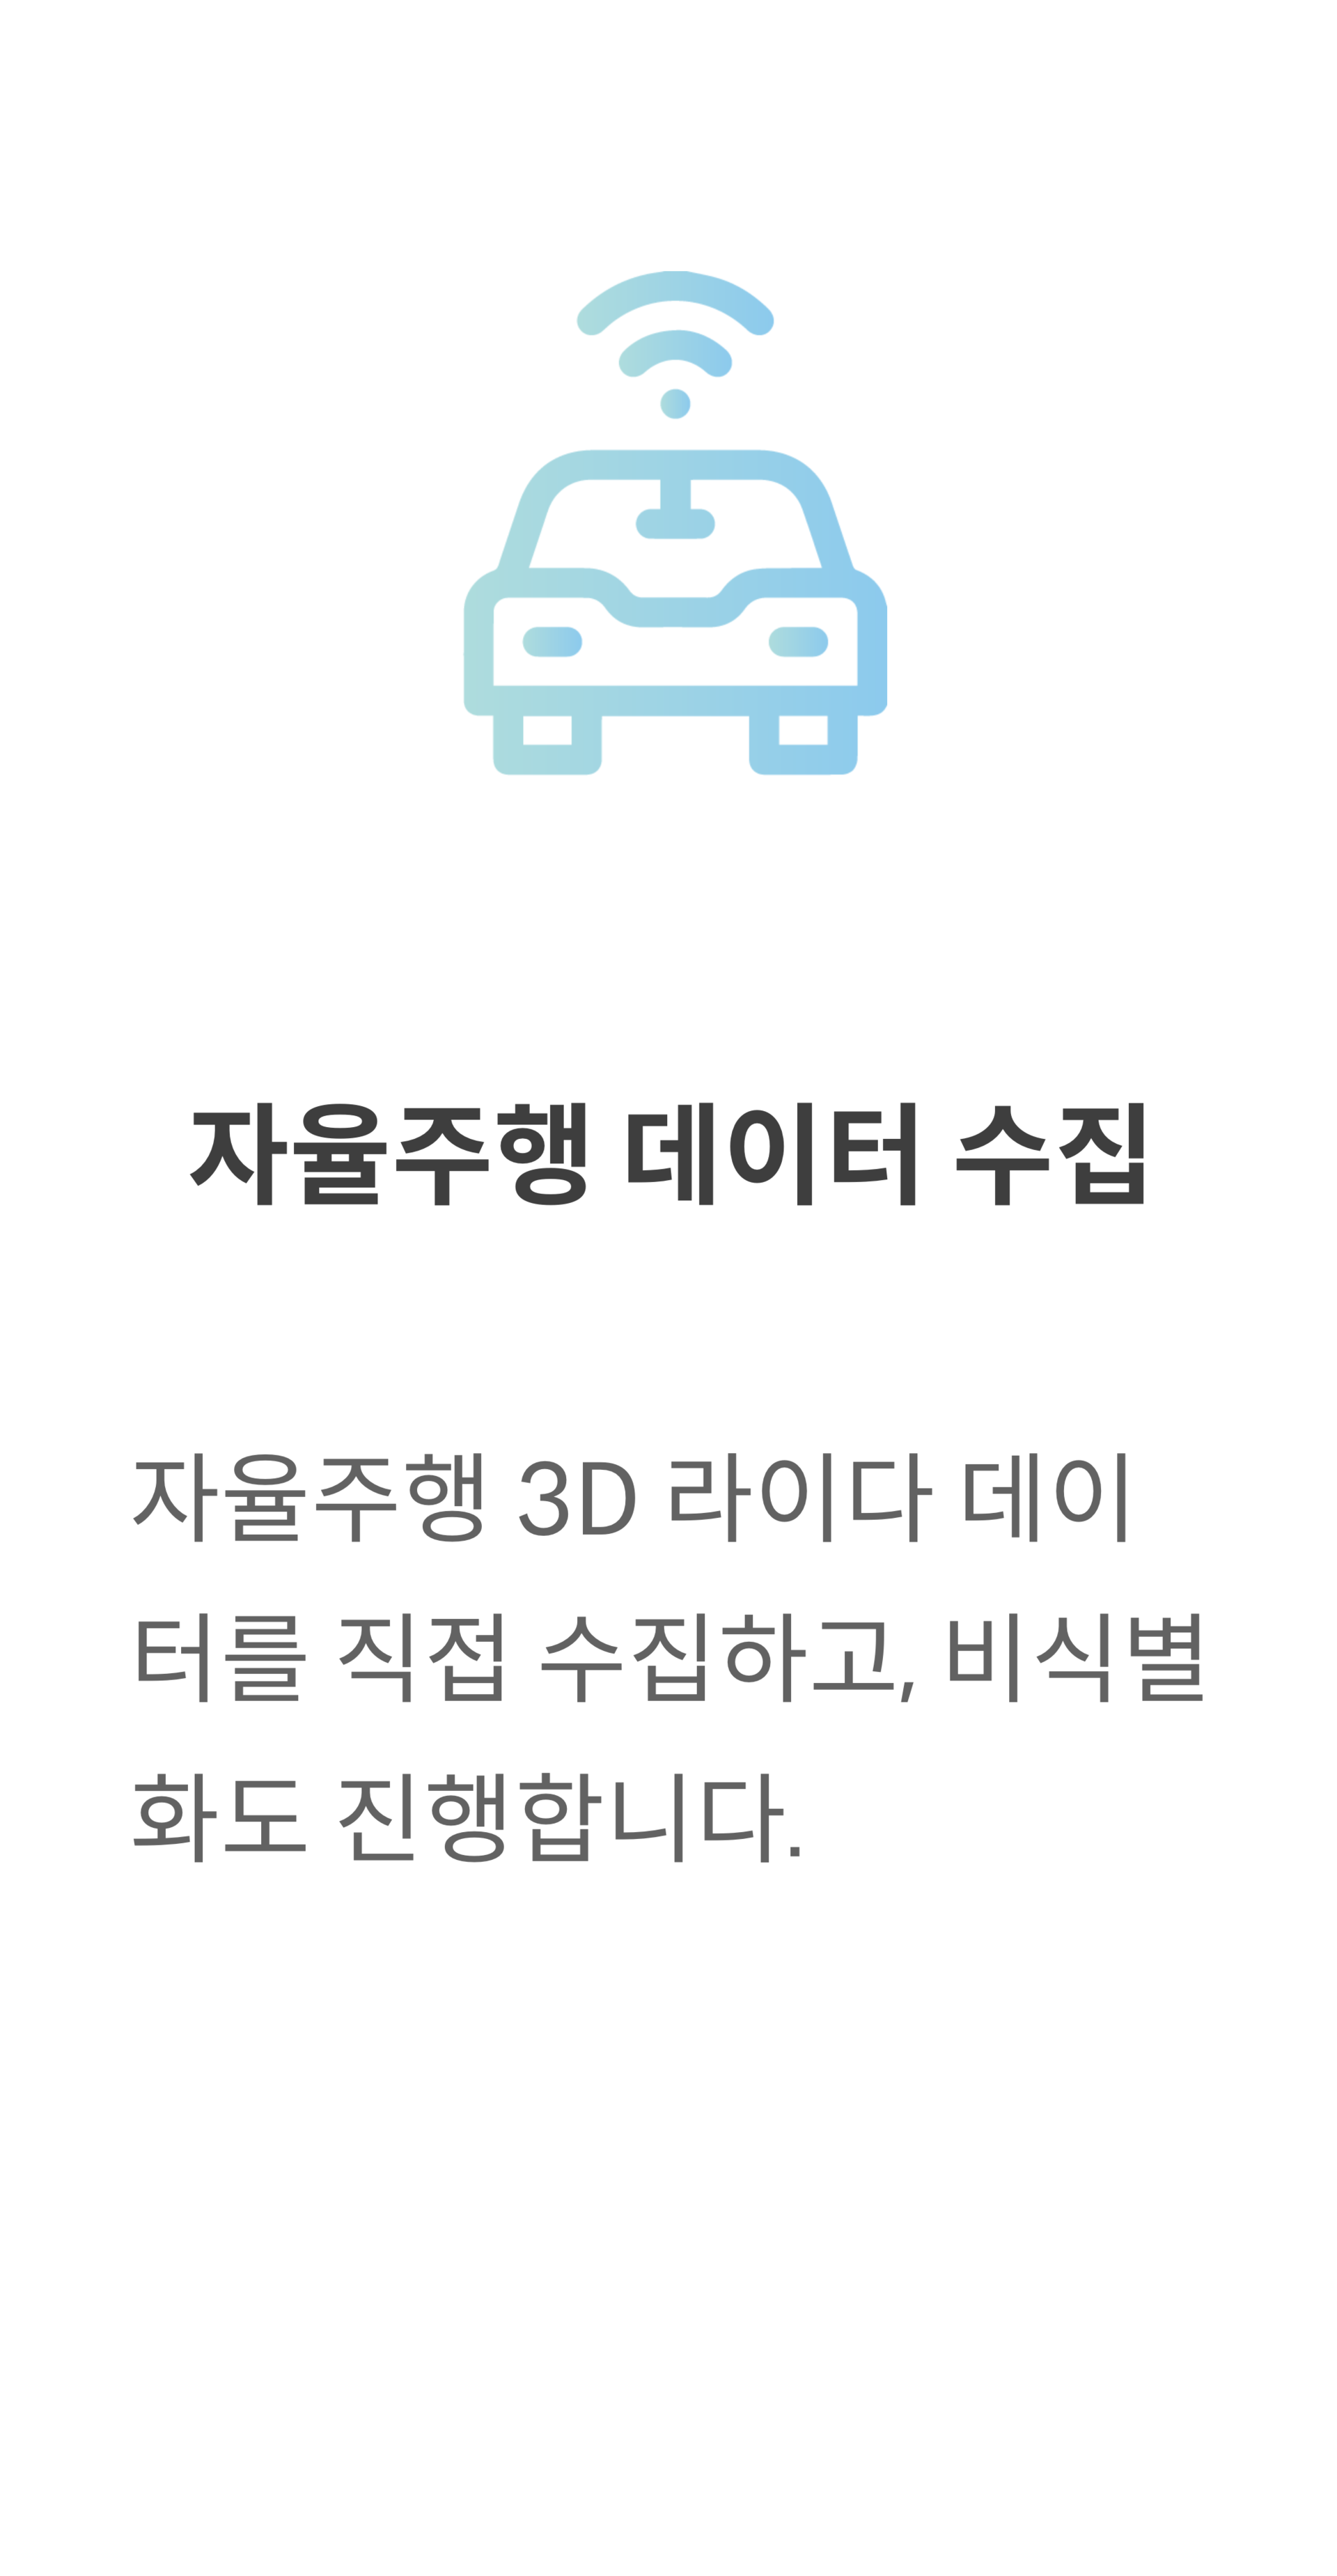 자율주행 데이터 수집
자율주행 3D 라이다 데이
터를 직접 수집하고, 비식별
화도 진행합니다.